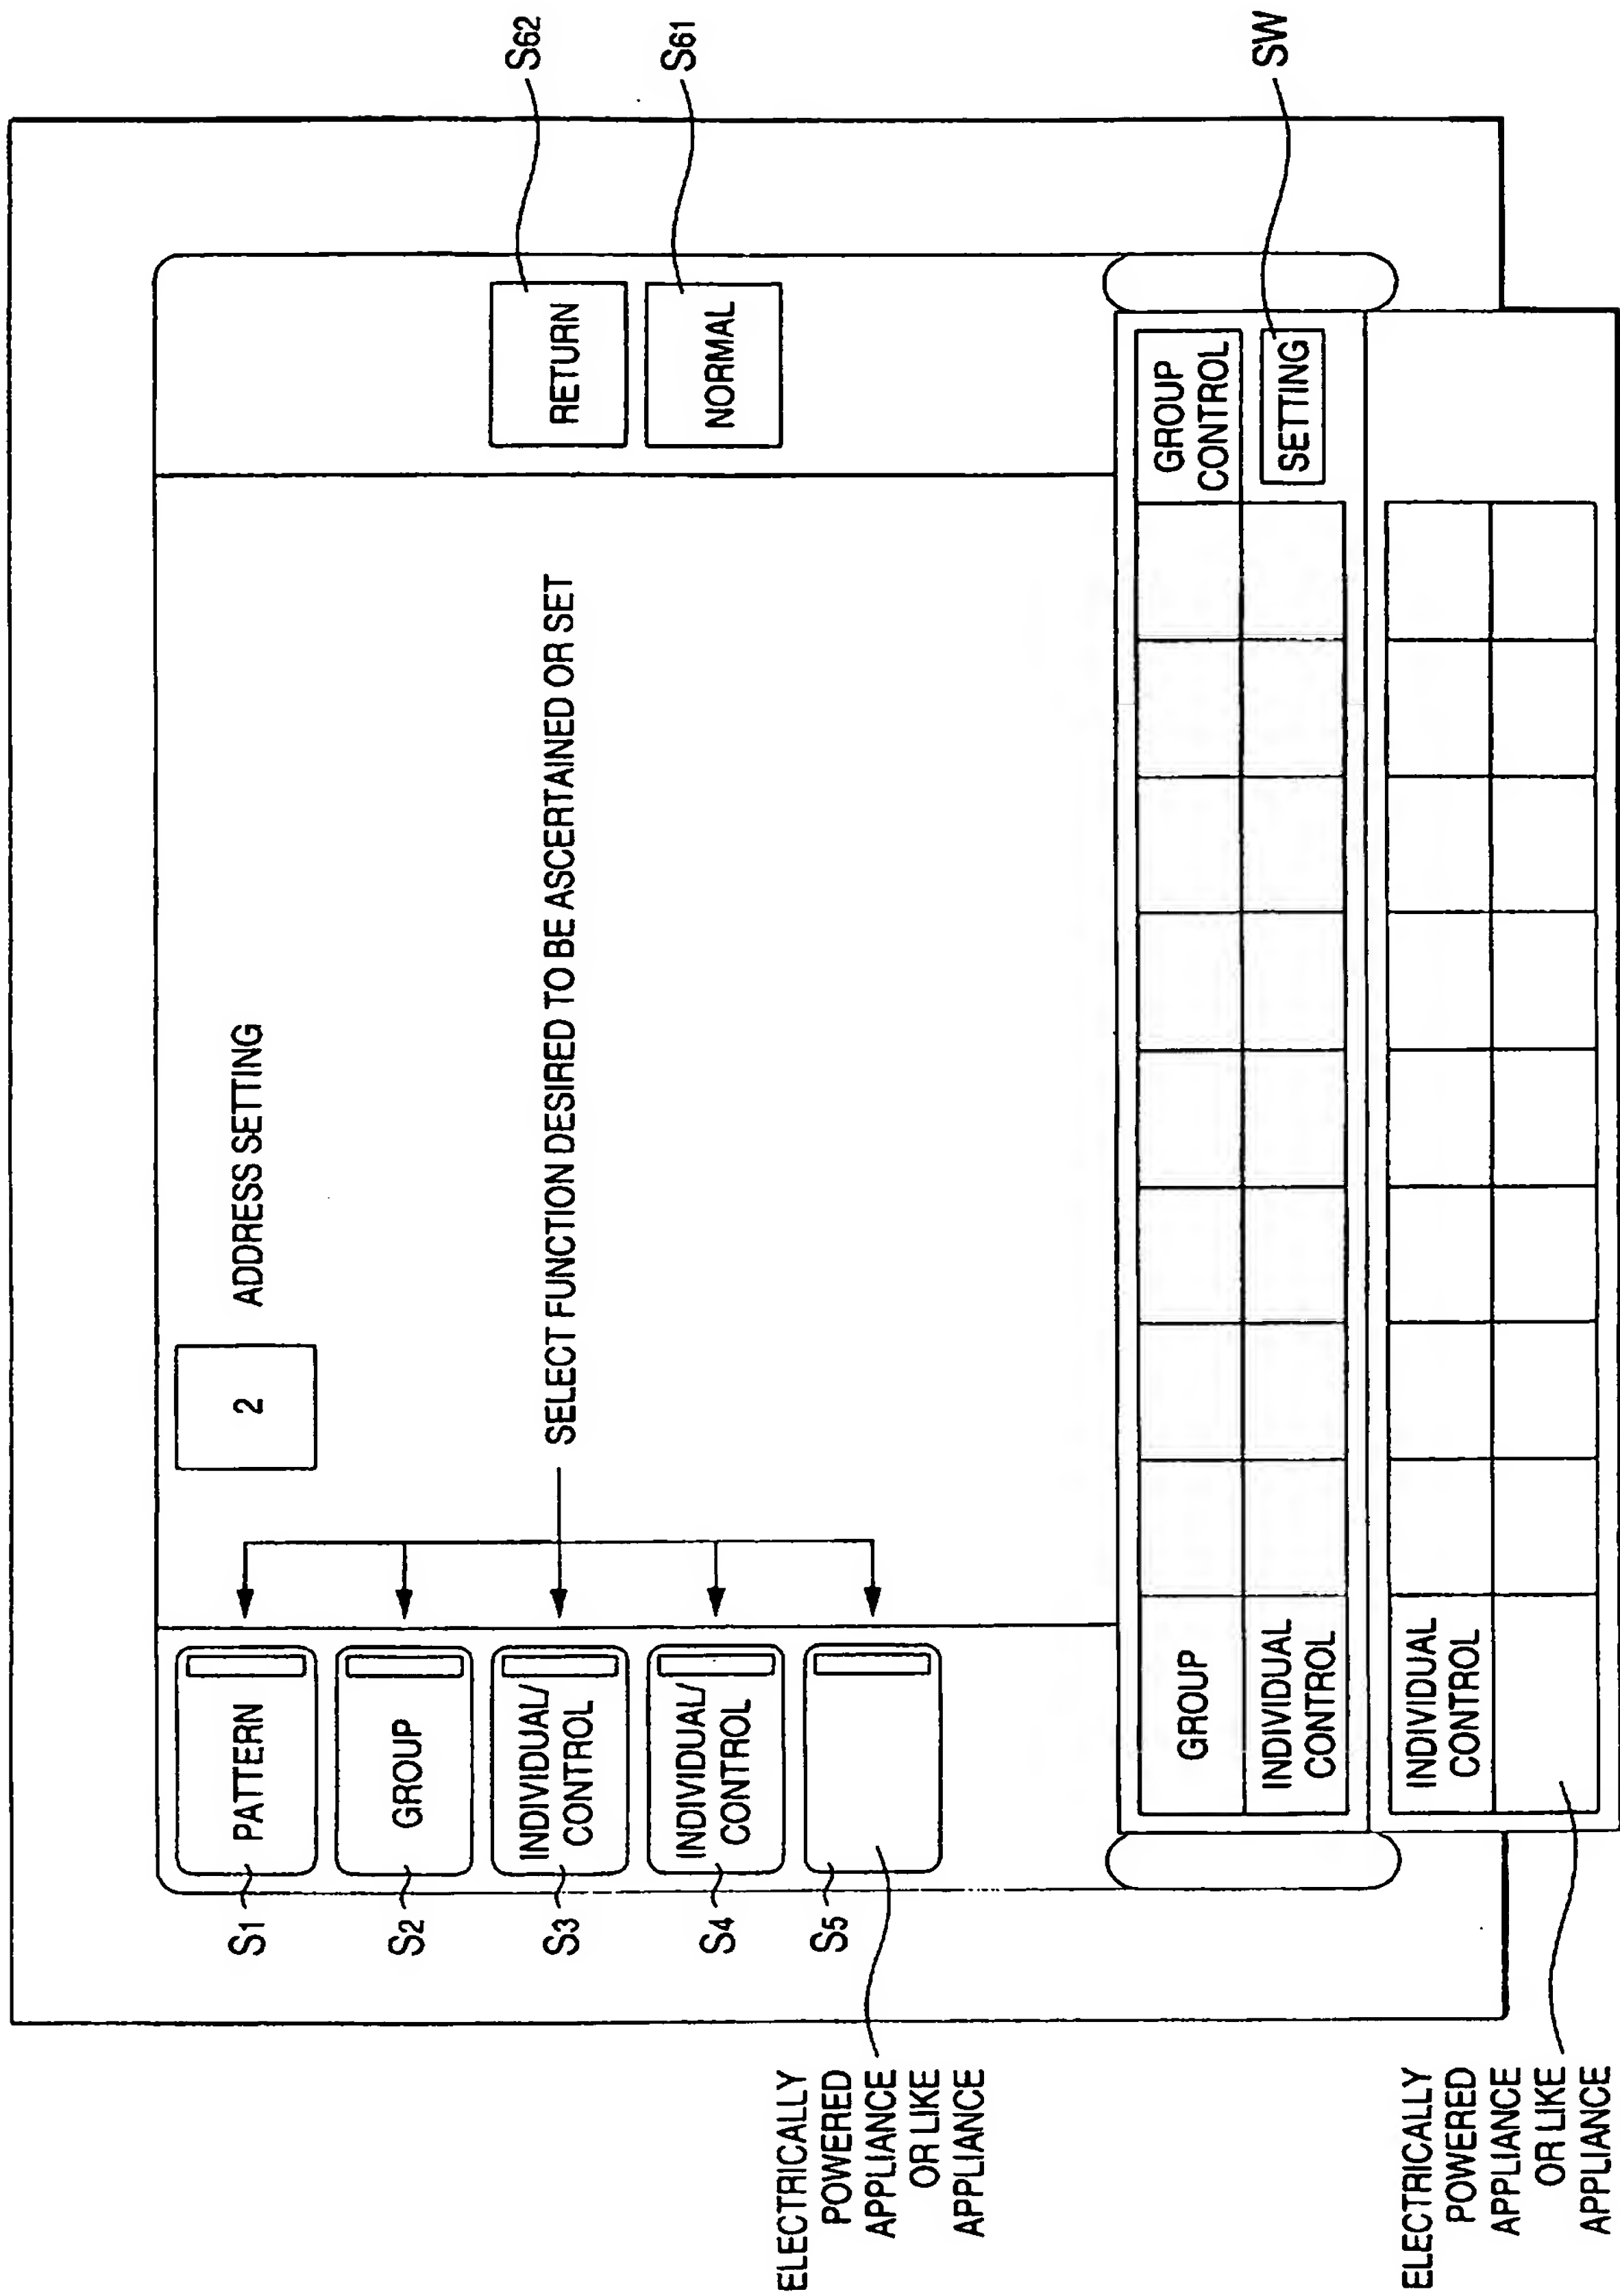 2
ADDRESS SETTING
S1
PATTERN
S2
GROUP
S3
INDIVIDUAL/
CONTROL
S4
INDIVIDUAL/
CONTROL
S5
SELECT FUNCTION DESIRED TO BE ASCERTAINED OR SET
RETURN
S62
NORMAL
S61
ELECTRICALLY
POWERED
APPLIANCE
OR LIKE
APPLIANCE
GROUP
GROUP
CONTROL
INDIVIDUAL
CONTROL
SETTING
SW
INDIVIDUAL
CONTROL
ELECTRICALLY
POWERED
APPLIANCE
OR LIKE
APPLIANCE